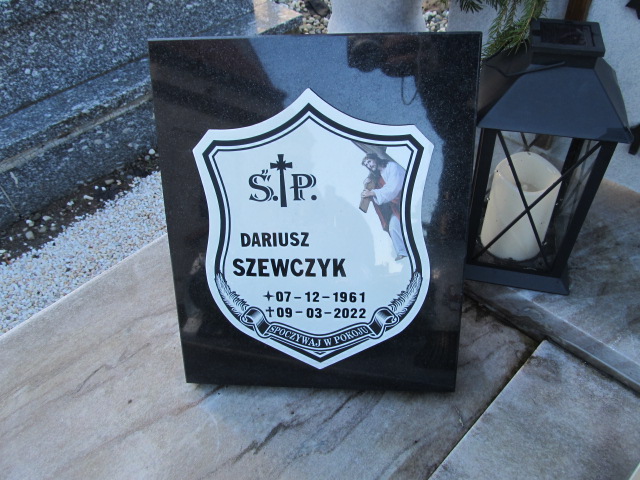 Ś.†P.
DARIUSZ
SZEWCZYK
+07-12-1961
†09-03-2022
SPOCZYWAJ W POKOJU